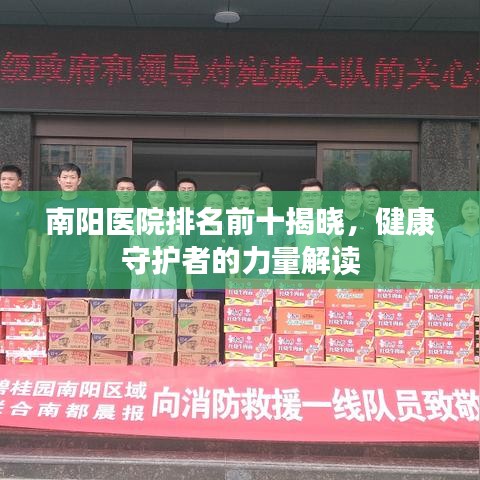 级政府和领导对宛城大队的关心
南阳医院排名前十揭晓，健康
守护者的力量解读
碧桂园南阳区域
联合南都晨报
向消防救援一线队员致敬